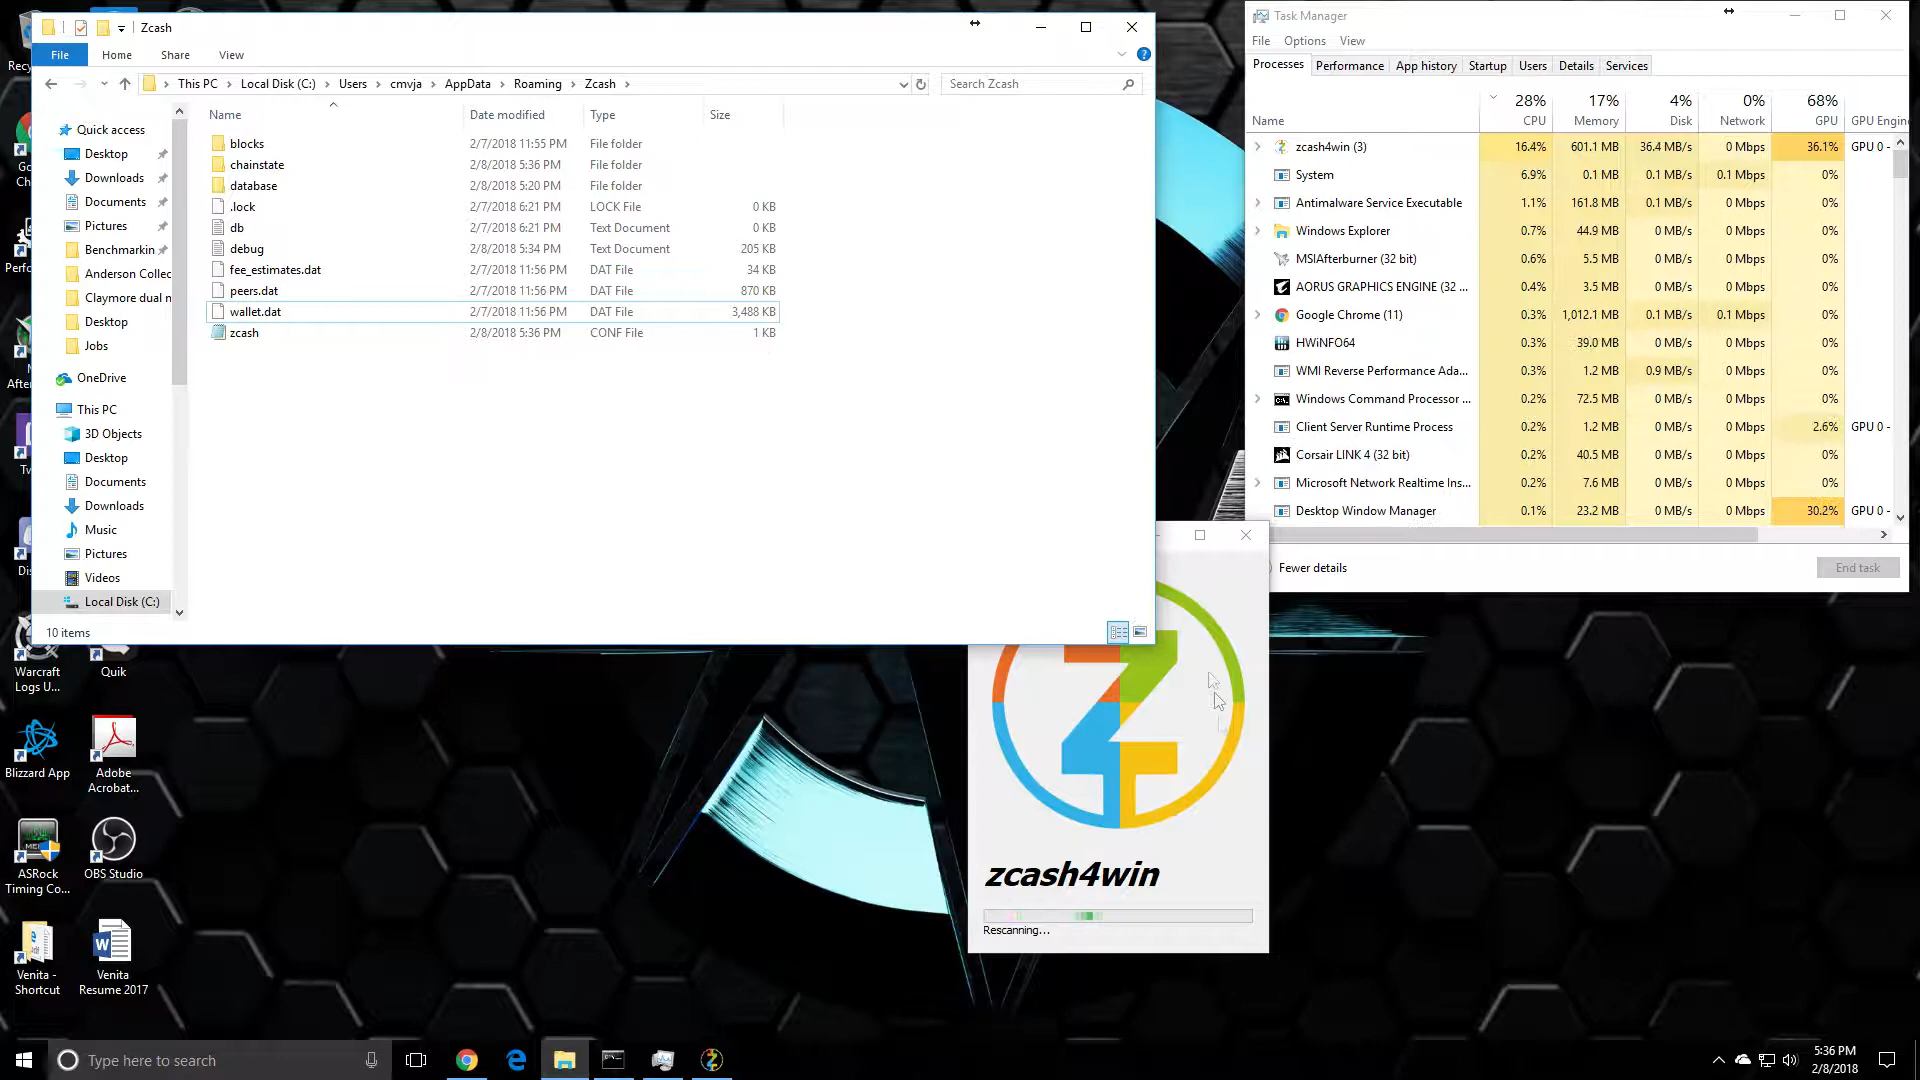 Zcash
File Home Share View
This PC Local Disk (C:) Users cmvja AppData Roaming Zcash
Search Zcash
Name Date modified Type Size
blocks 2/7/2018 11:55 PM File folder
chainstate 2/8/2018 5:36 PM File folder
database 2/8/2018 5:20 PM File folder
.lock 2/7/2018 6:21 PM LOCK File 0 KB
db 2/7/2018 6:21 PM Text Document 0 KB
debug 2/8/2018 5:34 PM Text Document 205 KB
fee_estimates.dat 2/7/2018 11:56 PM DAT File 34 KB
peers.dat 2/7/2018 11:56 PM DAT File 870 KB
wallet.dat 2/7/2018 11:56 PM DAT File 3,488 KB
zcash 2/8/2018 5:36 PM CONF File 1 KB
Quick access
Desktop
Downloads
Documents
Pictures
Benchmarkin
Anderson Collec
Claymore dual
Desktop
Jobs
OneDrive
This PC
3D Objects
Desktop
Documents
Downloads
Music
Pictures
Videos
Local Disk (C:)
10 items
Task Manager
File Options View
Processes Performance App history Startup Users Details Services
28% 17% 4% 0% 68%
Name CPU Memory Disk Network GPU GPU Engin
zcash4win (3) 16.4% 601.1 MB 36.4 MB/s 0 Mbps 36.1% GPU 0 -
System 6.9% 0.1 MB 0.1 MB/s 0.1 Mbps 0%
Antimalware Service Executable 1.1% 161.8 MB 0.1 MB/s 0 Mbps 0%
Windows Explorer 0.7% 44.9 MB 0 MB/s 0 Mbps 0%
MSIAfterburner (32 bit) 0.6% 5.5 MB 0 MB/s 0 Mbps 0%
AORUS GRAPHICS ENGINE (32 ... 0.4% 3.5 MB 0 MB/s 0 Mbps 0%
Google Chrome (11) 0.3% 1,012.1 MB 0.1 MB/s 0.1 Mbps 0%
HWiNFO64 0.3% 39.0 MB 0 MB/s 0 Mbps 0%
WMI Reverse Performance Ada... 0.3% 1.2 MB 0.9 MB/s 0 Mbps 0%
Windows Command Processor ... 0.2% 72.5 MB 0 MB/s 0 Mbps 0%
Client Server Runtime Process 0.2% 1.2 MB 0 MB/s 0 Mbps 2.6% GPU 0 -
Corsair LINK 4 (32 bit) 0.2% 40.5 MB 0 MB/s 0 Mbps 0%
Microsoft Network Realtime Ins... 0.2% 7.6 MB 0 MB/s 0 Mbps 0%
Desktop Window Manager 0.1% 23.2 MB 0 MB/s 0 Mbps 30.2% GPU 0 -
Fewer details
End task
zcash4win
Rescanning...
Warcraft
Logs U...
Quik
Blizzard App
Adobe
Acrobat...
ASRock
Timing Co...
OBS Studio
Venita -
Shortcut
Venita
Resume 2017
Type here to search
5:36 PM
2/8/2018